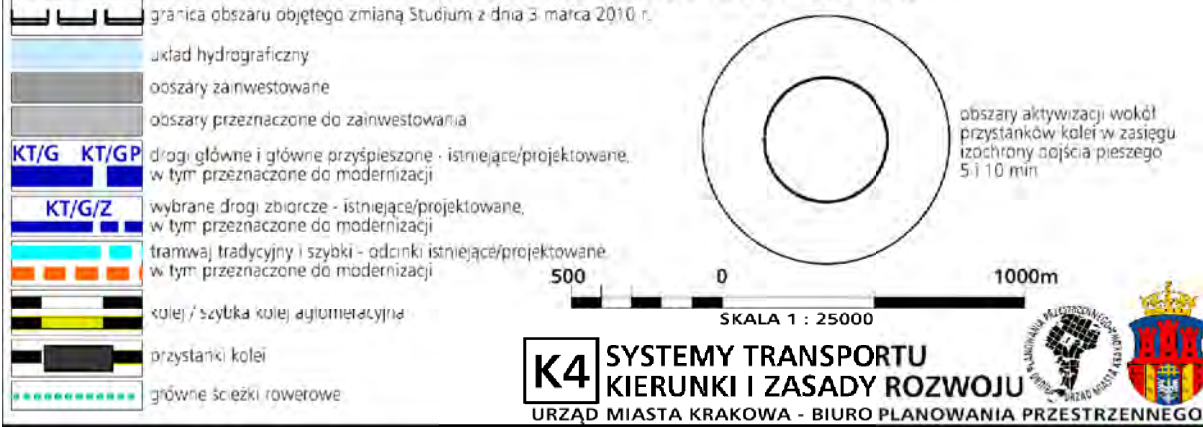 granica obszaru objętego zmianą Studium z dnia 3 marca 2010 r.
układ hydrograficzny
obszary zainwestowane
obszary przeznaczone do zainwestowania
KT/G KT/GP
drogi główne i główne przyśpieszone - istniejące/projektowane,
w tym przeznaczone do modernizacji
KT/G/Z
wybrane drogi zbiorcze - istniejące/projektowane,
w tym przeznaczone do modernizacji
tramwaj tradycyjny i szybki - odcinki istniejące/projektowane
w tym przeznaczone do modernizacji
kolej / szybka kolej aglomeracyjna
przystanki kolei
główne ścieżki rowerowe
obszary aktywizacji wokół
przystanków kolei w zasięgu
izochrony dojścia pieszego
5 i 10 min
500 0 1000m
SKALA 1 : 25000
K4
SYSTEMY TRANSPORTU
KIERUNKI I ZASADY ROZWOJU
URZĄD MIASTA KRAKOWA - BIURO PLANOWANIA PRZESTRZENNEGO